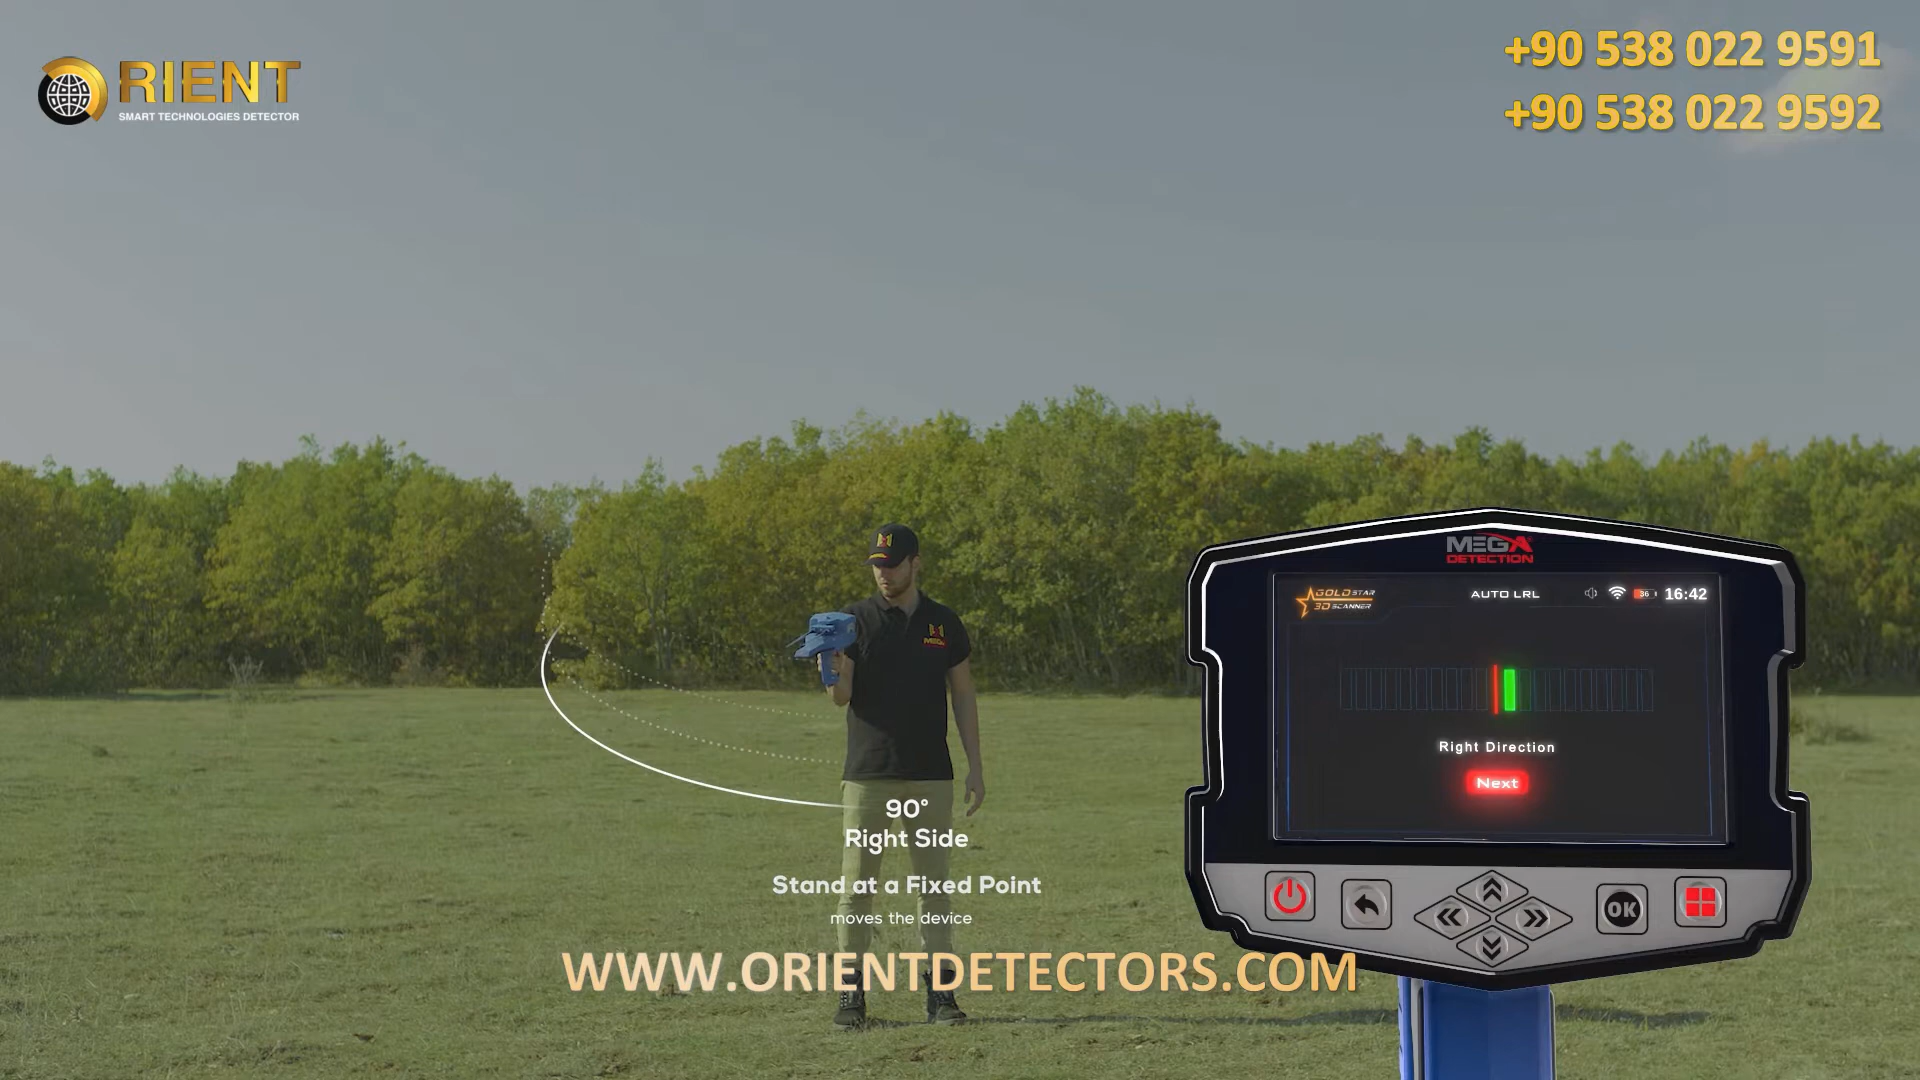 RIENT
SMART TECHNOLOGIES DETECTOR
+90 538 022 9591
+90 538 022 9592
MEGA
DETECTION
GOLD STAR
3D SCANNER
AUTO LRL
36
16:42
Right Direction
Next
OK
MEGA
90°
Right Side
Stand at a Fixed Point
moves the device
WWW.ORIENTDETECTORS.COM